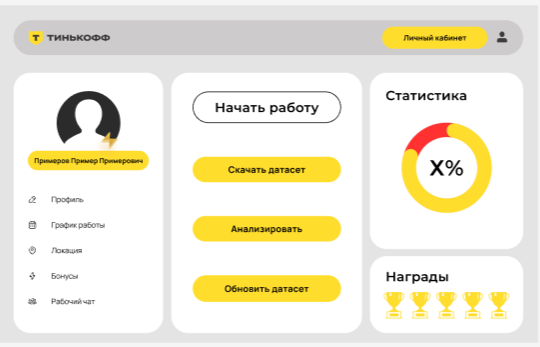 ТИНЬКОФФ
Личный кабинет
Примеров Пример Примерович
Профиль
График работы
Локация
Бонусы
Рабочий чат
Начать работу
Скачать датасет
Анализировать
Обновить датасет
Статистика
X%
Награды